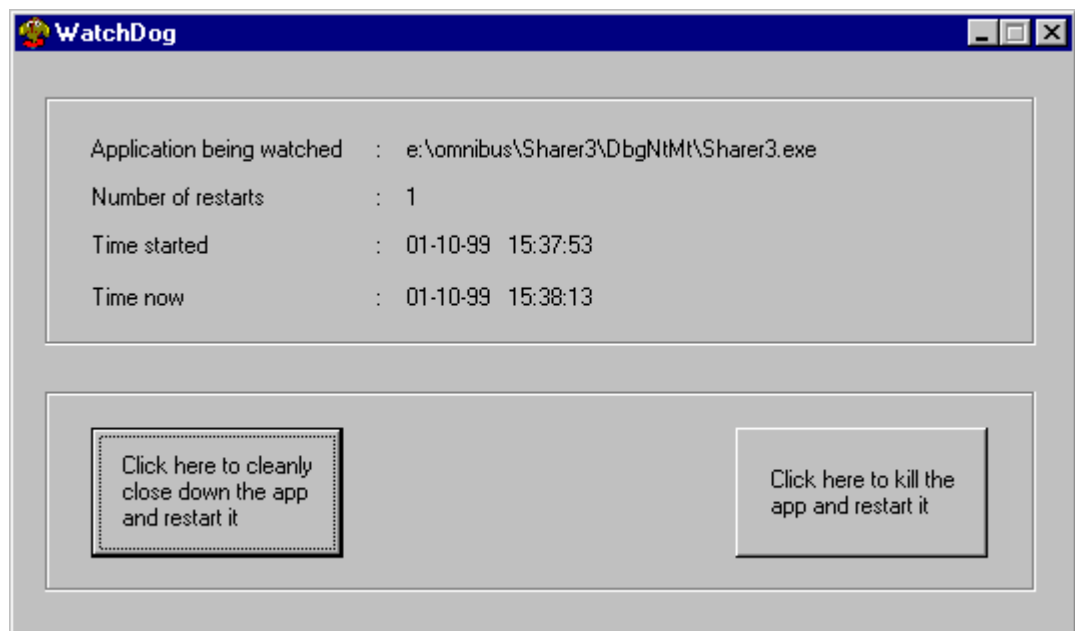 WatchDog
Application being watched : e:\omnibus\Sharer3\DbgNtMt\Sharer3.exe
Number of restarts : 1
Time started : 01-10-99 15:37:53
Time now : 01-10-99 15:38:13
Click here to cleanly
close down the app
and restart it
Click here to kill the
app and restart it